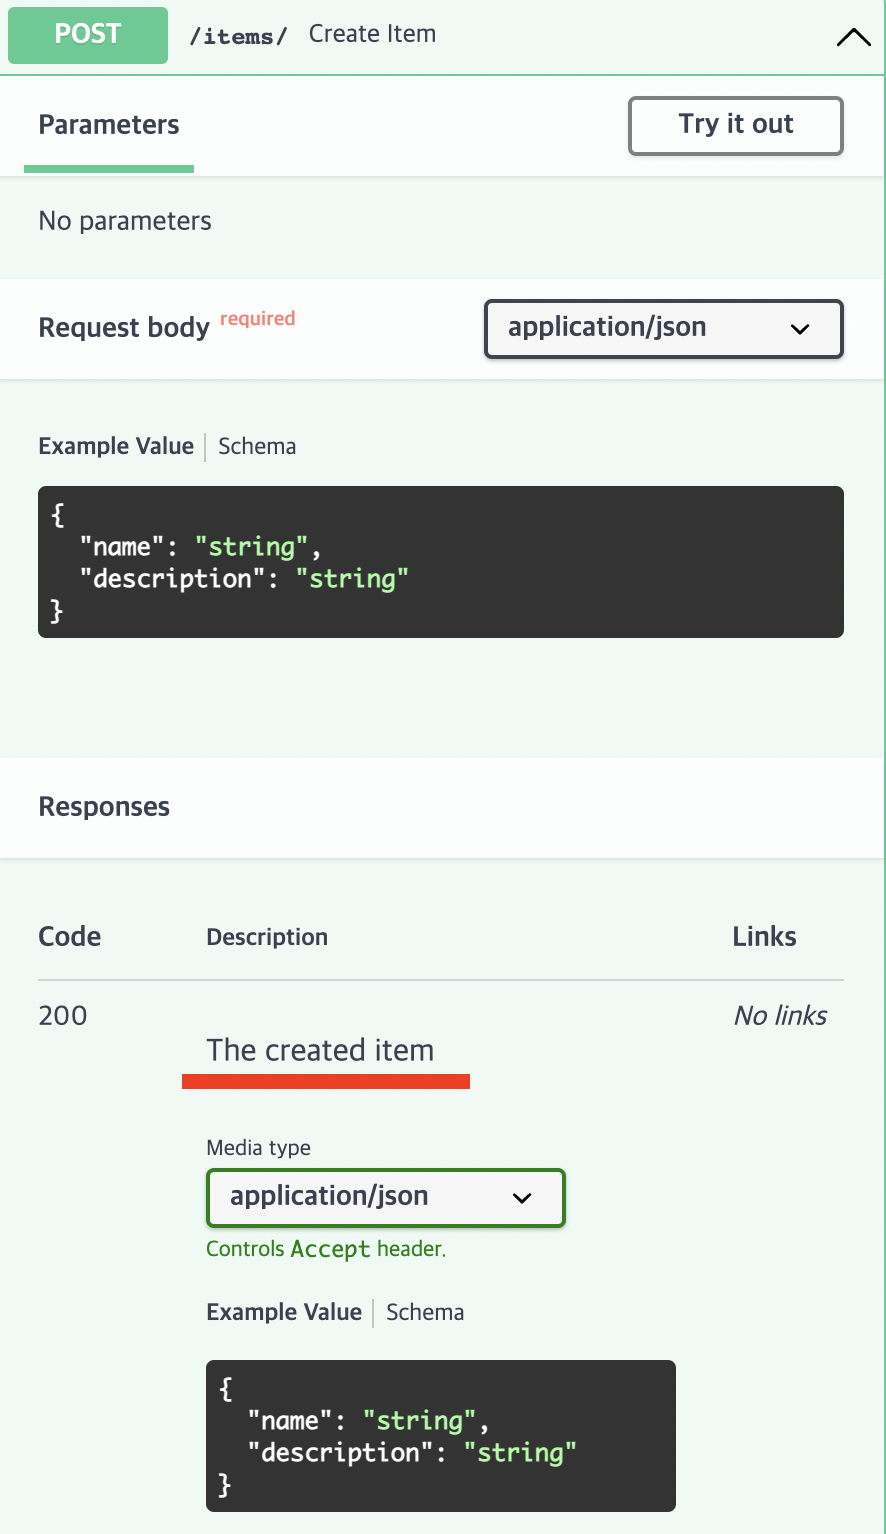 POST /items/ Create Item
Parameters Try it out
No parameters
Request body required application/json
Example Value Schema
{
  "name": "string",
  "description": "string"
}
Responses
Code Description Links
200 No links
The created item
Media type
application/json
Controls Accept header.
Example Value Schema
{
  "name": "string",
  "description": "string"
}